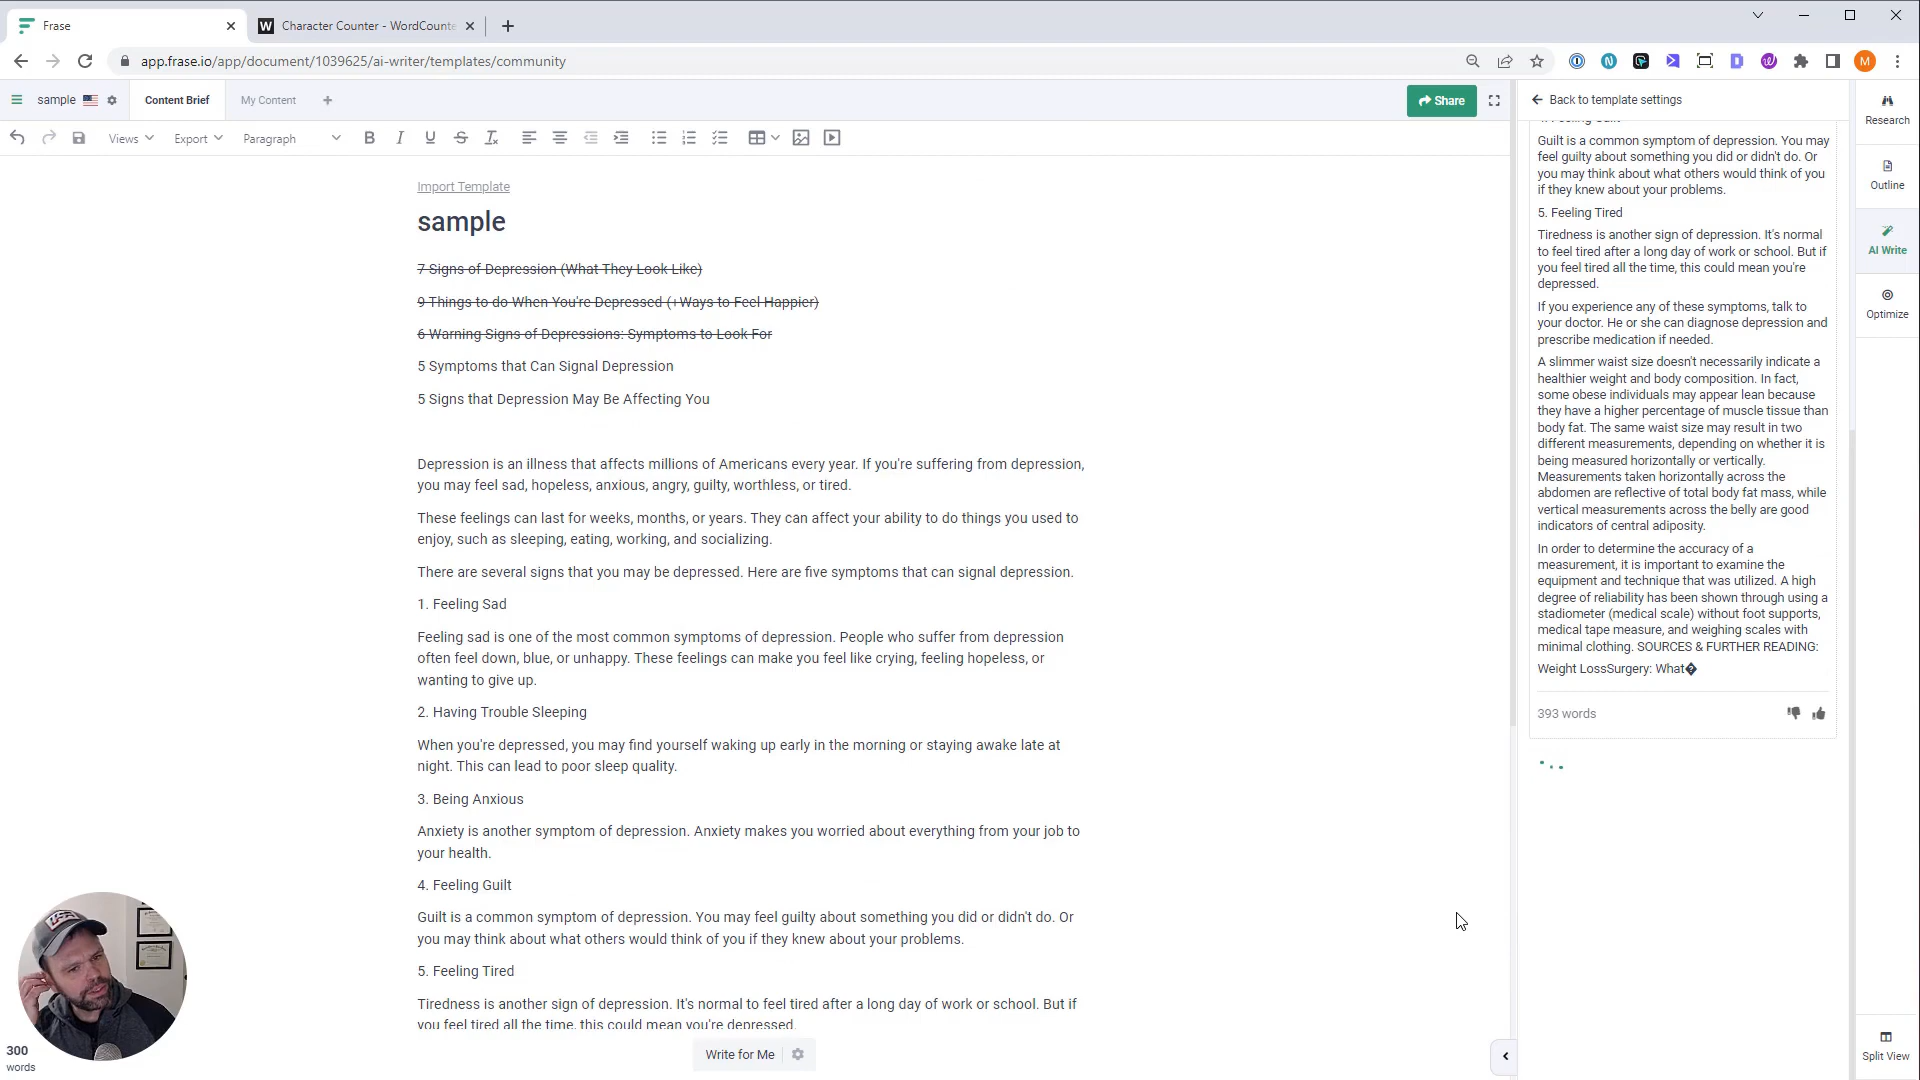 Frase
Character Counter - WordCounte
app.frase.io/app/document/1039625/ai-writer/templates/community
M
sample
Content Brief
My Content
Share
Views
Export
Paragraph
Import Template
sample
7 Signs of Depression (What They Look Like)
9 Things to do When You're Depressed (+Ways to Feel Happier)
6 Warning Signs of Depressions: Symptoms to Look For
5 Symptoms that Can Signal Depression
5 Signs that Depression May Be Affecting You
Depression is an illness that affects millions of Americans every year. If you're suffering from depression,
you may feel sad, hopeless, anxious, angry, guilty, worthless, or tired.
These feelings can last for weeks, months, or years. They can affect your ability to do things you used to
enjoy, such as sleeping, eating, working, and socializing.
There are several signs that you may be depressed. Here are five symptoms that can signal depression.
1. Feeling Sad
Feeling sad is one of the most common symptoms of depression. People who suffer from depression
often feel down, blue, or unhappy. These feelings can make you feel like crying, feeling hopeless, or
wanting to give up.
2. Having Trouble Sleeping
When you're depressed, you may find yourself waking up early in the morning or staying awake late at
night. This can lead to poor sleep quality.
3. Being Anxious
Anxiety is another symptom of depression. Anxiety makes you worried about everything from your job to
your health.
4. Feeling Guilt
Guilt is a common symptom of depression. You may feel guilty about something you did or didn't do. Or
you may think about what others would think of you if they knew about your problems.
5. Feeling Tired
Tiredness is another sign of depression. It's normal to feel tired after a long day of work or school. But if
you feel tired all the time, this could mean you're depressed.
300
words
Write for Me
Back to template settings
4. Feeling Guilt
Guilt is a common symptom of depression. You may
feel guilty about something you did or didn't do. Or
you may think about what others would think of you
if they knew about your problems.
5. Feeling Tired
Tiredness is another sign of depression. It's normal
to feel tired after a long day of work or school. But if
you feel tired all the time, this could mean you're
depressed.
If you experience any of these symptoms, talk to
your doctor. He or she can diagnose depression and
prescribe medication if needed.
A slimmer waist size doesn't necessarily indicate a
healthier weight and body composition. In fact,
some obese individuals may appear lean because
they have a higher percentage of muscle tissue than
body fat. The same waist size may result in two
different measurements, depending on whether it is
being measured horizontally or vertically.
Measurements taken horizontally across the
abdomen are reflective of total body fat mass, while
vertical measurements across the belly are good
indicators of central adiposity.
In order to determine the accuracy of a
measurement, it is important to examine the
equipment and technique that was utilized. A high
degree of reliability has been shown through using a
stadiometer (medical scale) without foot supports,
medical tape measure, and weighing scales with
minimal clothing. SOURCES & FURTHER READING:
Weight LossSurgery: What�
393 words
Research
Outline
AI Write
Optimize
Split View